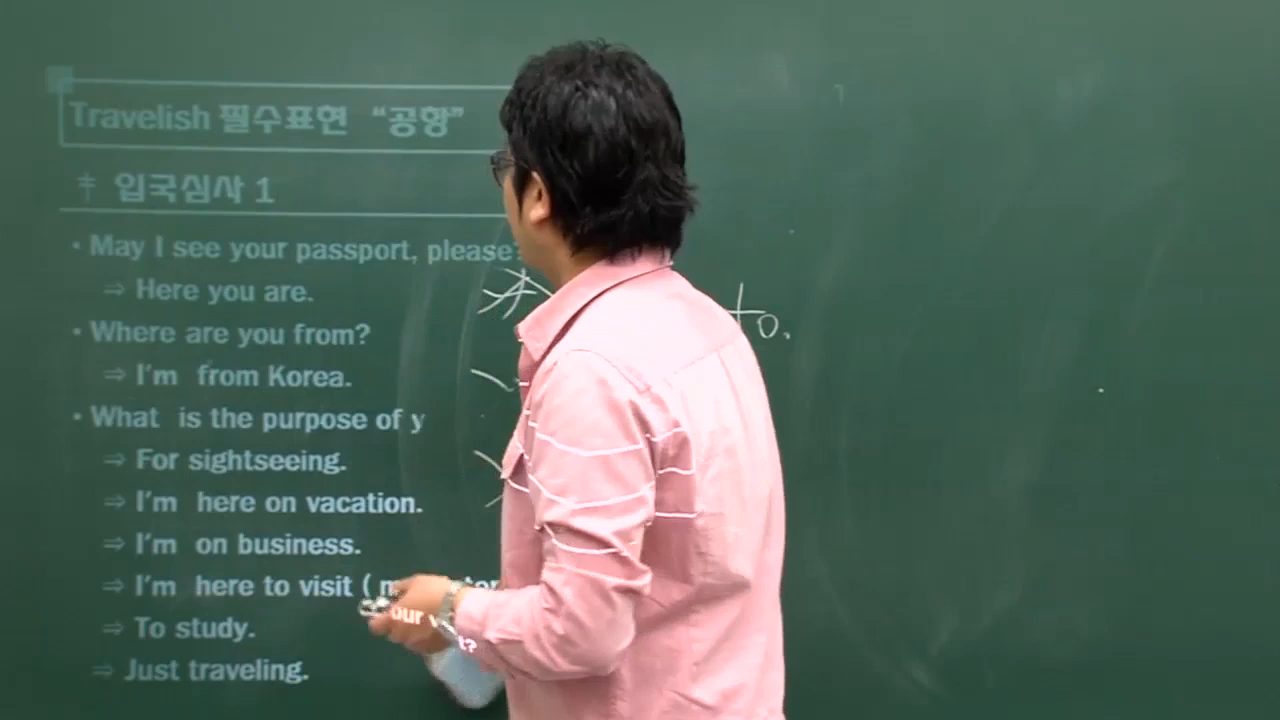 Travelish 필수표현 “공항”
입국심사 1
· May I see your passport, please?
⇒ Here you are.
to.
· Where are you from?
⇒ I'm from Korea.
· What is the purpose of y
⇒ For sightseeing.
⇒ I'm here on vacation.
⇒ I'm on business.
⇒ I'm here to visit ( m
our
t?
⇒ To study.
⇒ Just traveling.